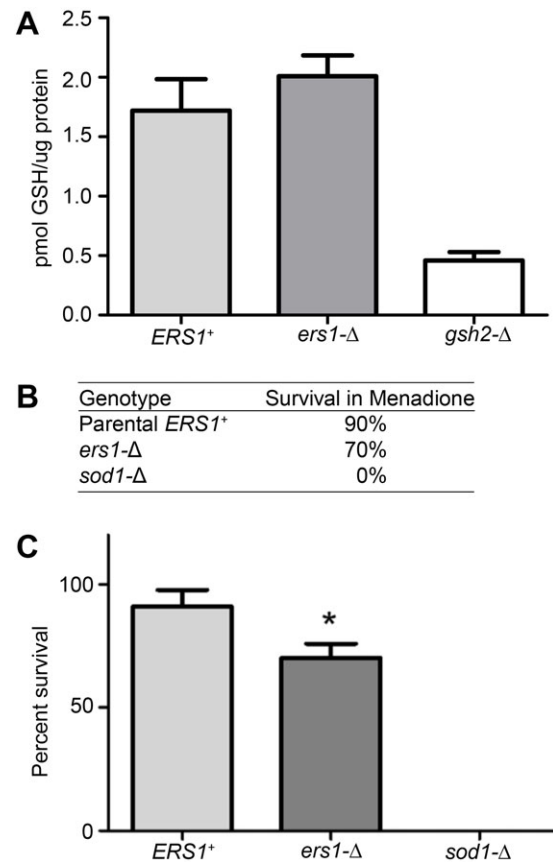 A
pmol GSH/ug protein
2.5
2.0
1.5
1.0
0.5
0.0
ERS1⁺ ers1-Δ gsh2-Δ
B
Genotype Survival in Menadione
Parental ERS1⁺ 90%
ers1-Δ 70%
sod1-Δ 0%
C
Percent survival
100
50
0
*
ERS1⁺ ers1-Δ sod1-Δ